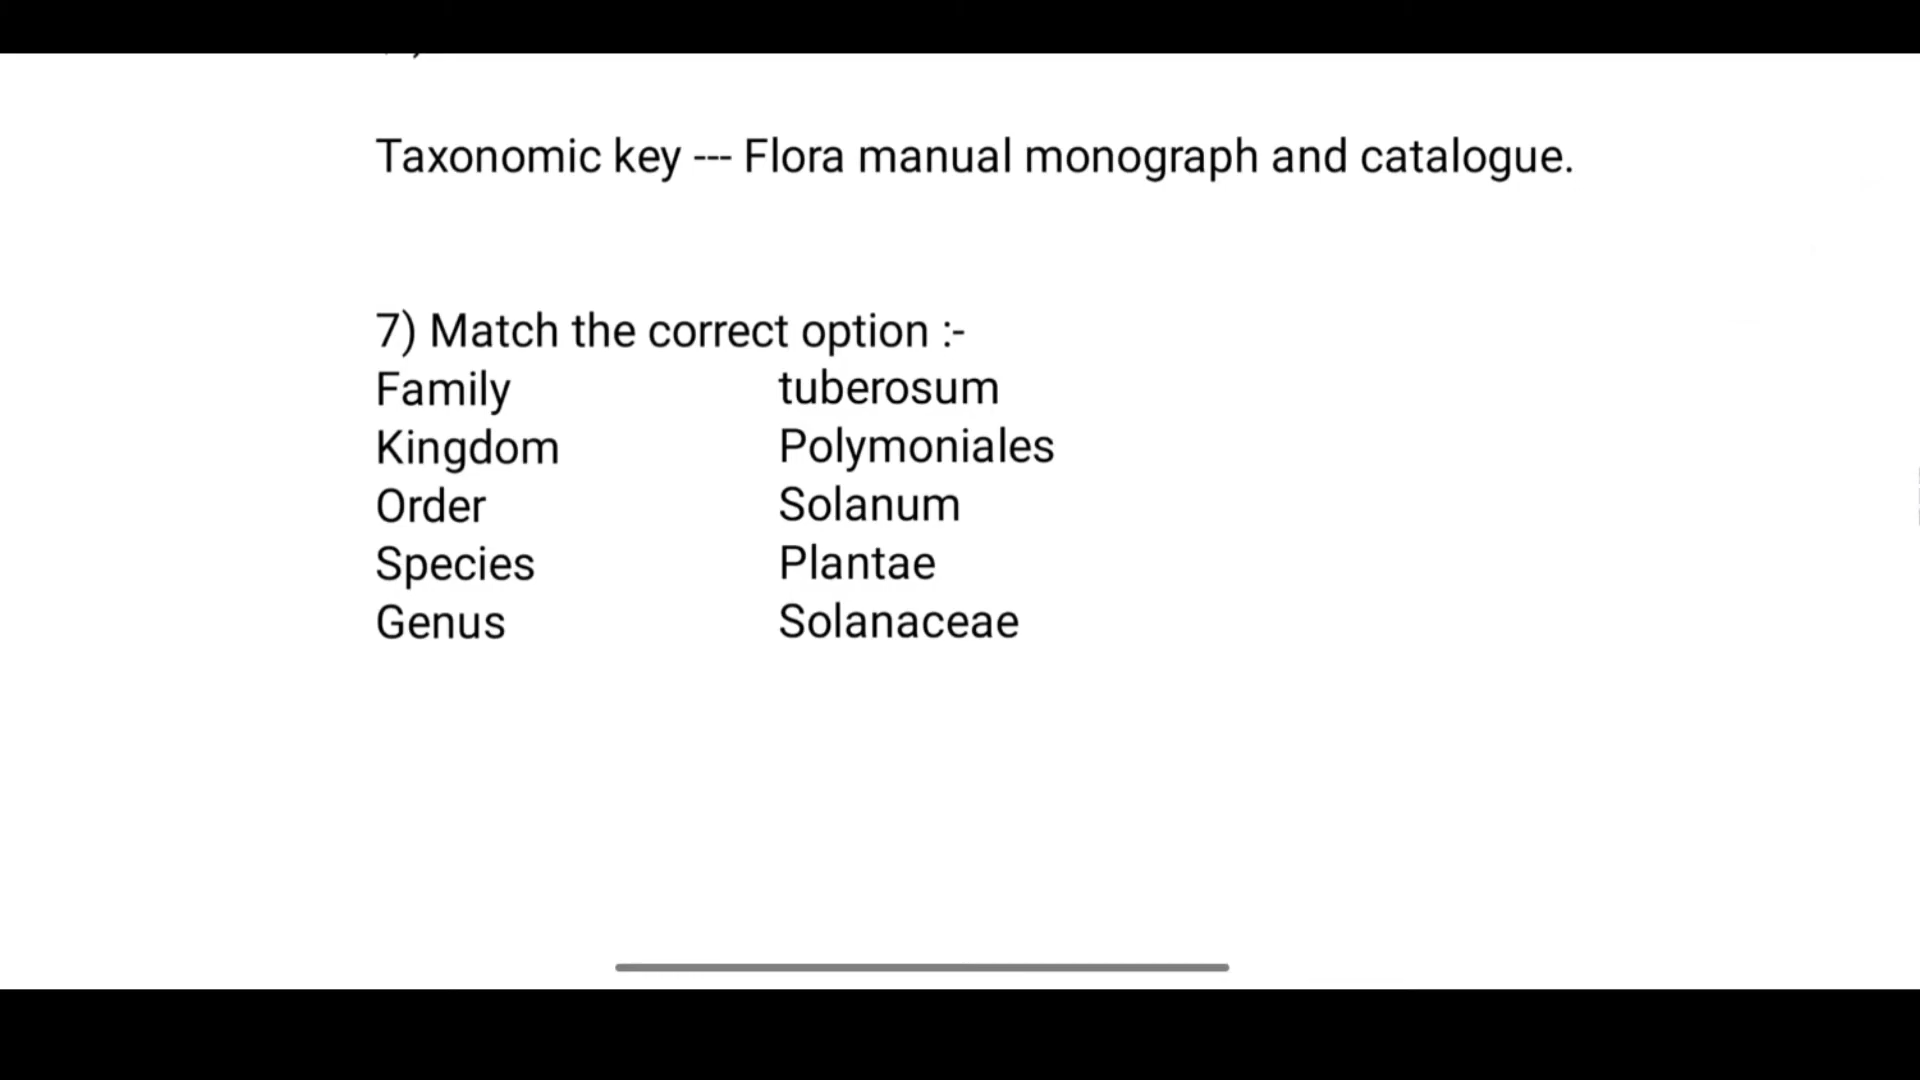 Taxonomic key --- Flora manual monograph and catalogue.
7) Match the correct option :-
Family tuberosum
Kingdom Polymoniales
Order Solanum
Species Plantae
Genus Solanaceae